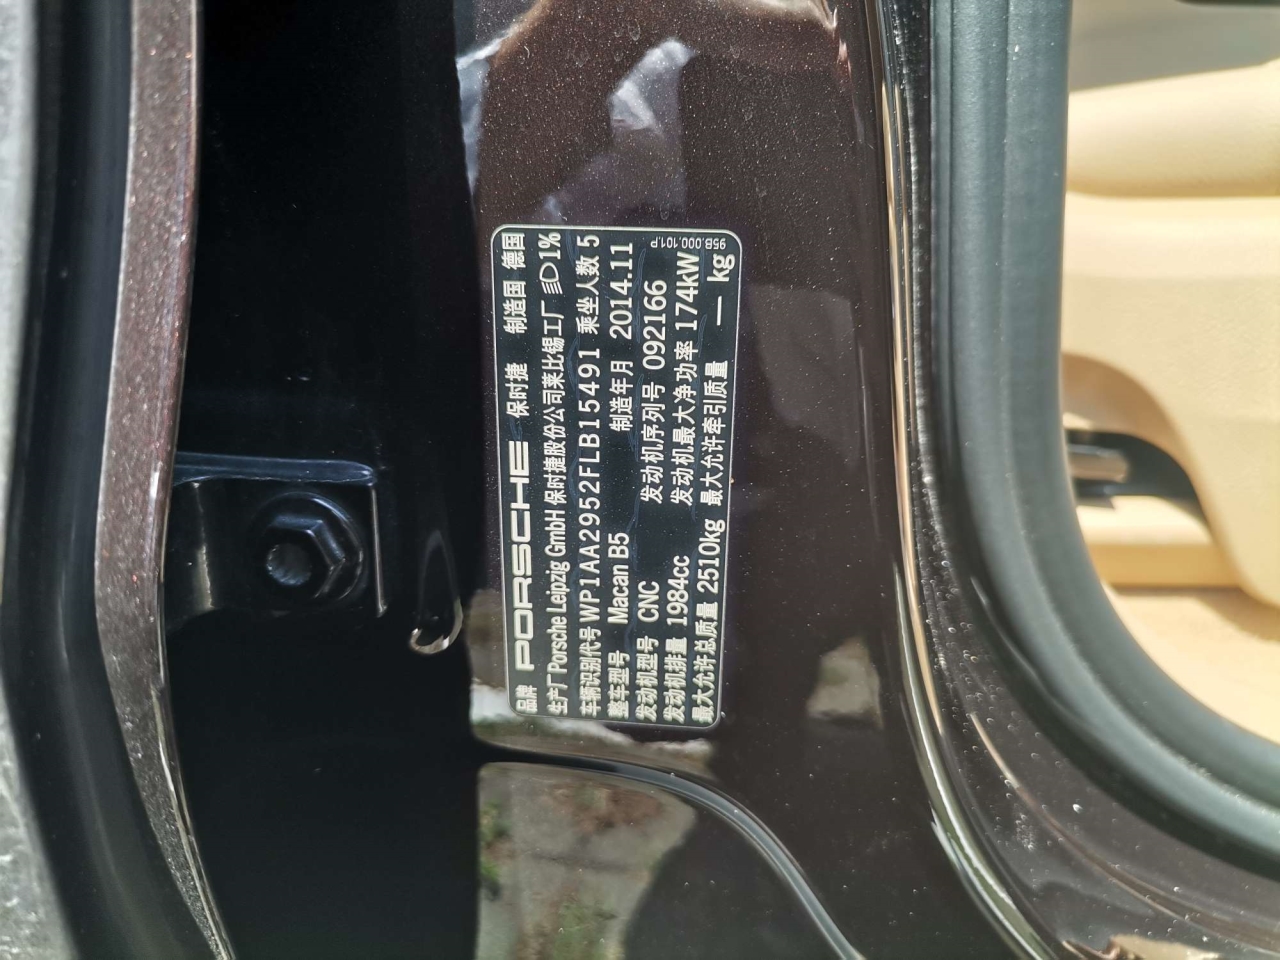 品牌 PORSCHE 保时捷 制造国 德国
生产厂 Porsche Leipzig GmbH 保时捷股份公司莱比锡工厂 1%
车辆识别代号 WP1AA2952FLB15491 乘坐人数 5
整车型号 Macan B5 制造年月 2014.11
发动机型号 CNC 发动机序列号 092166
发动机排量 1984cc 发动机最大净功率 174kW
最大允许总质量 2510kg 最大允许牵引质量 — kg
95B.000.101.P